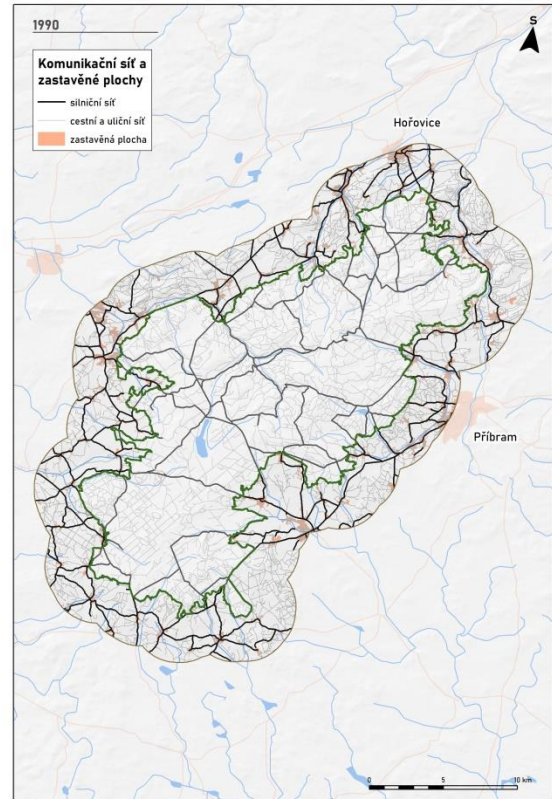 1990
S
Komunikační síť a
zastavěné plochy
silniční síť
cestní a uliční síť
zastavěná plocha
Hořovice
Příbram
0 5 10 km